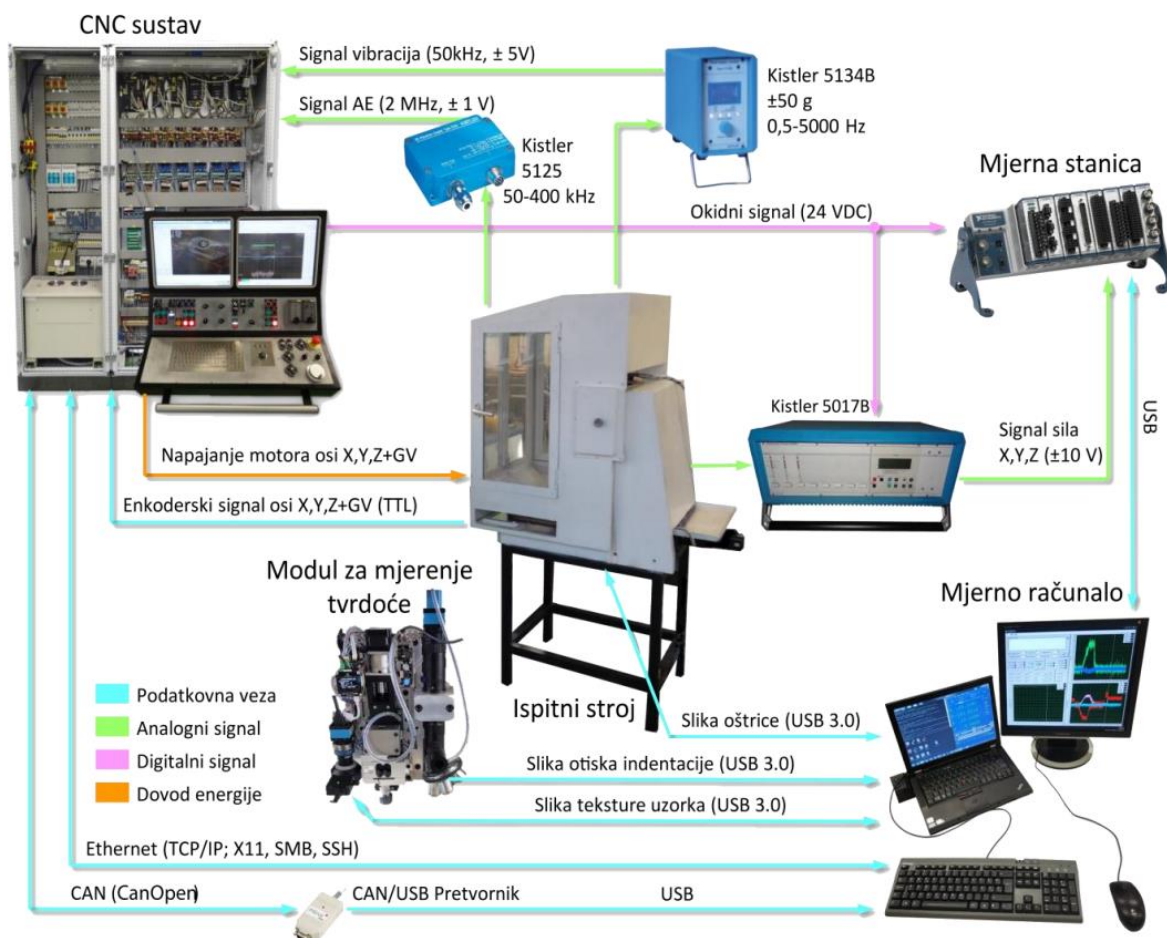 CNC sustav
Signal vibracija (50kHz, ± 5V)
Signal AE (2 MHz, ± 1 V)
Kistler
5125
50-400 kHz
Kistler 5134B
±50 g
0,5-5000 Hz
Mjerna stanica
Okidni signal (24 VDC)
Kistler 5017B
Signal sila
X,Y,Z (±10 V)
USB
Napajanje motora osi X,Y,Z+GV
Enkoderski signal osi X,Y,Z+GV (TTL)
Modul za mjerenje
tvrdoće
Mjerno računalo
Ispitni stroj
Podatkovna veza
Analogni signal
Digitalni signal
Dovod energije
Slika oštrice (USB 3.0)
Slika otiska indentacije (USB 3.0)
Slika teksture uzorka (USB 3.0)
Ethernet (TCP/IP; X11, SMB, SSH)
CAN (CanOpen)
CAN/USB Pretvornik
USB